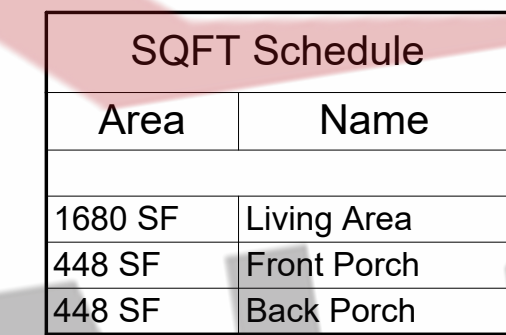 SQFT Schedule
Area Name
1680 SF Living Area
448 SF Front Porch
448 SF Back Porch